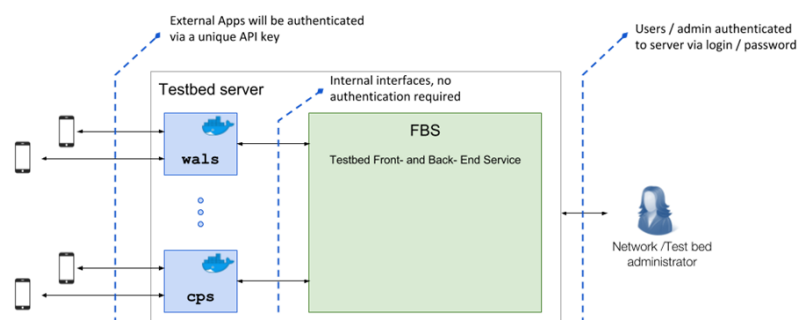 External Apps will be authenticated
via a unique API key
Users / admin authenticated
to server via login / password
Testbed server
Internal interfaces, no
authentication required
wals
FBS
Testbed Front- and Back- End Service
Network /Test bed
administrator
cps